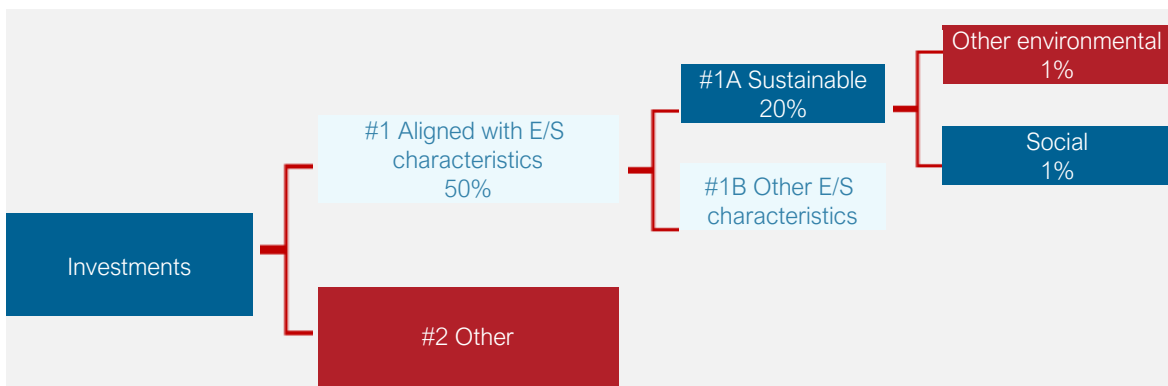 Investments
#1 Aligned with E/S
characteristics
50%
#2 Other
#1A Sustainable
20%
#1B Other E/S
characteristics
Other environmental
1%
Social
1%